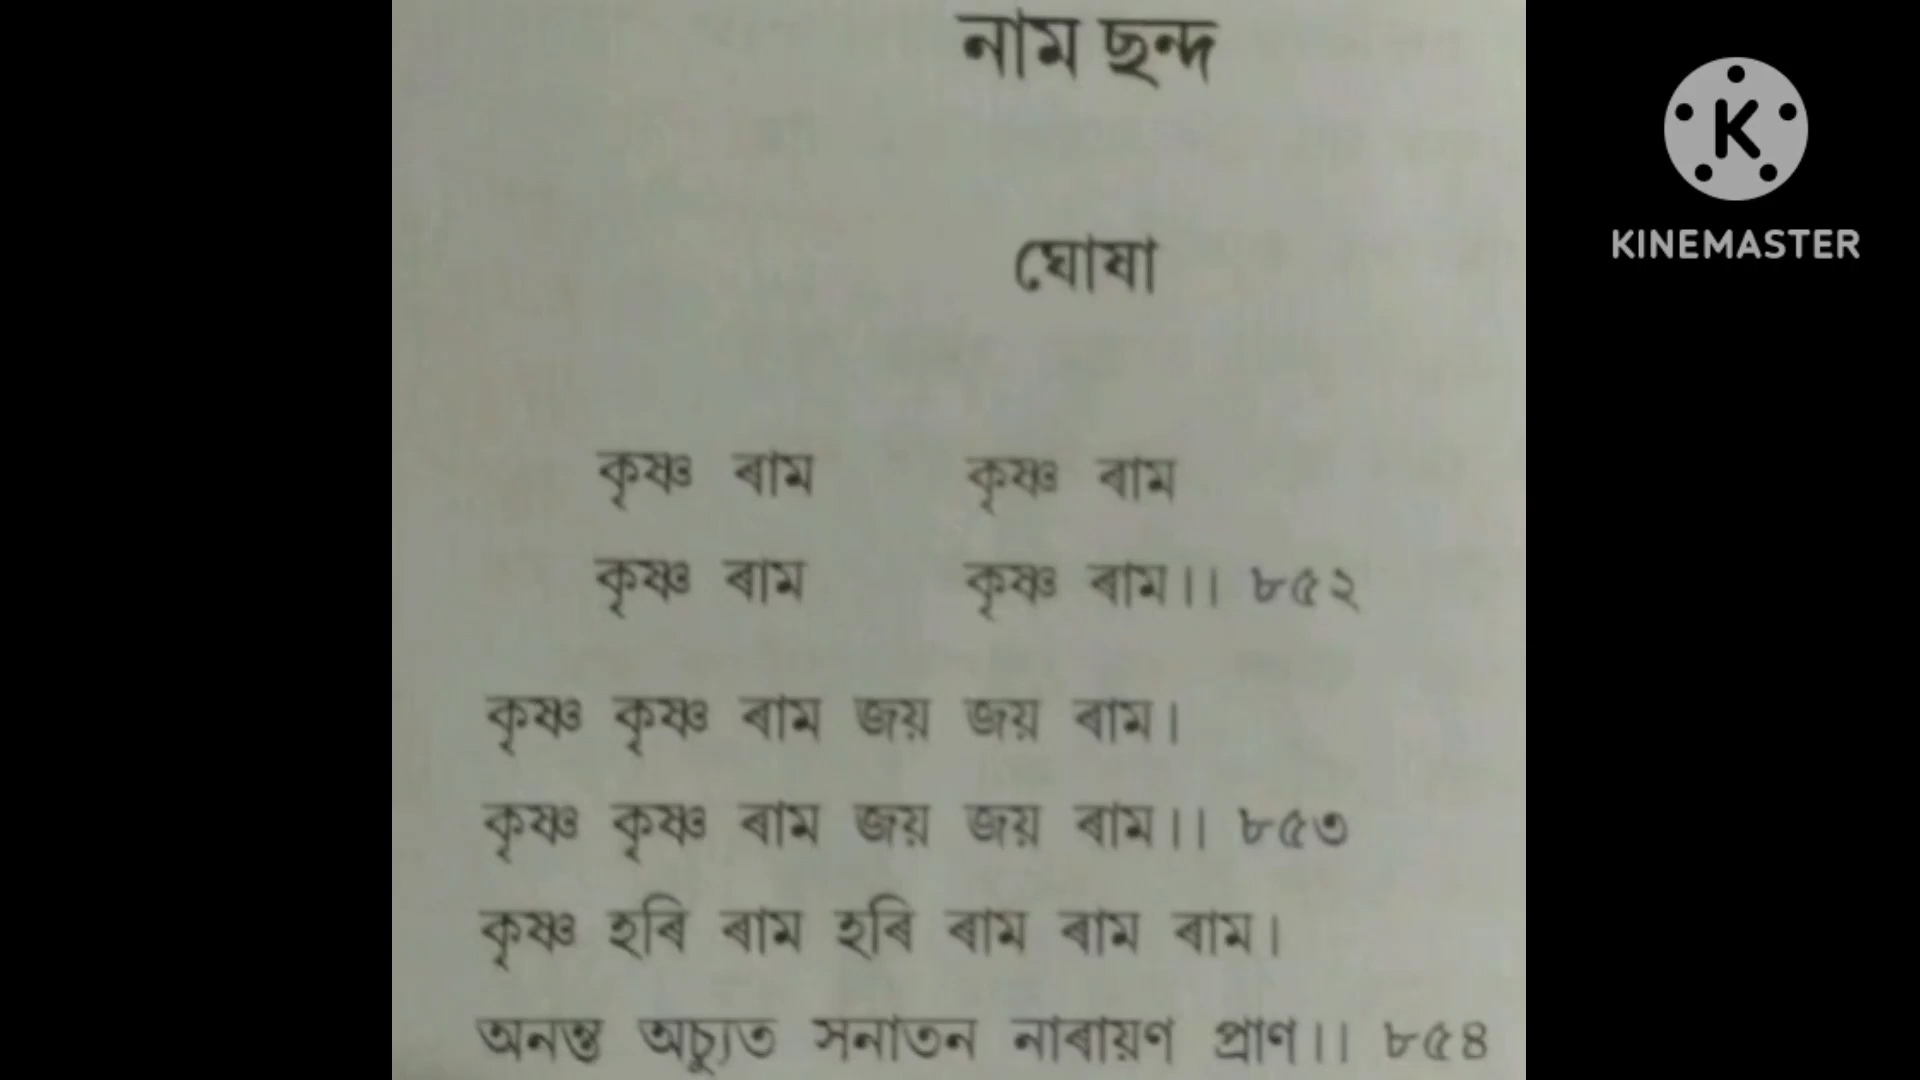 নাম ছন্দ
ঘোষা
কৃষ্ণ ৰাম কৃষ্ণ ৰাম
কৃষ্ণ ৰাম কৃষ্ণ ৰাম।। ৮৫২
কৃষ্ণ কৃষ্ণ ৰাম জয় জয় ৰাম।
কৃষ্ণ কৃষ্ণ ৰাম জয় জয় ৰাম।। ৮৫৩
কৃষ্ণ হৰি ৰাম হৰি ৰাম ৰাম ৰাম।
অনন্ত অচ্যুত সনাতন নাৰায়ণ প্ৰাণ।। ৮৫৪
K
KINEMASTER